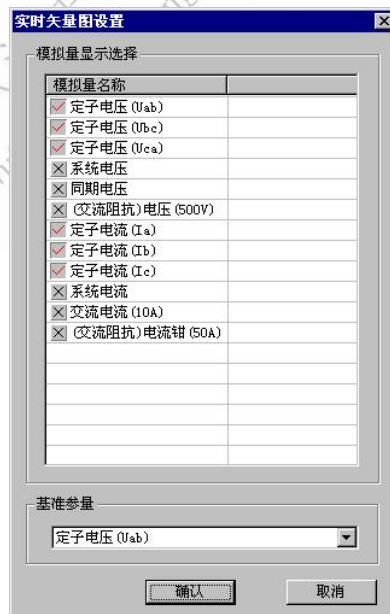 实时矢量图设置
模拟量显示选择
模拟量名称
定子电压(Uab)
定子电压(Ubc)
定子电压(Uca)
系统电压
同期电压
(交流阻抗)电压(500V)
定子电流(Ia)
定子电流(Ib)
定子电流(Ic)
系统电流
交流电流(10A)
(交流阻抗)电流钳(50A)
基准参量
定子电压(Uab)
确认
取消